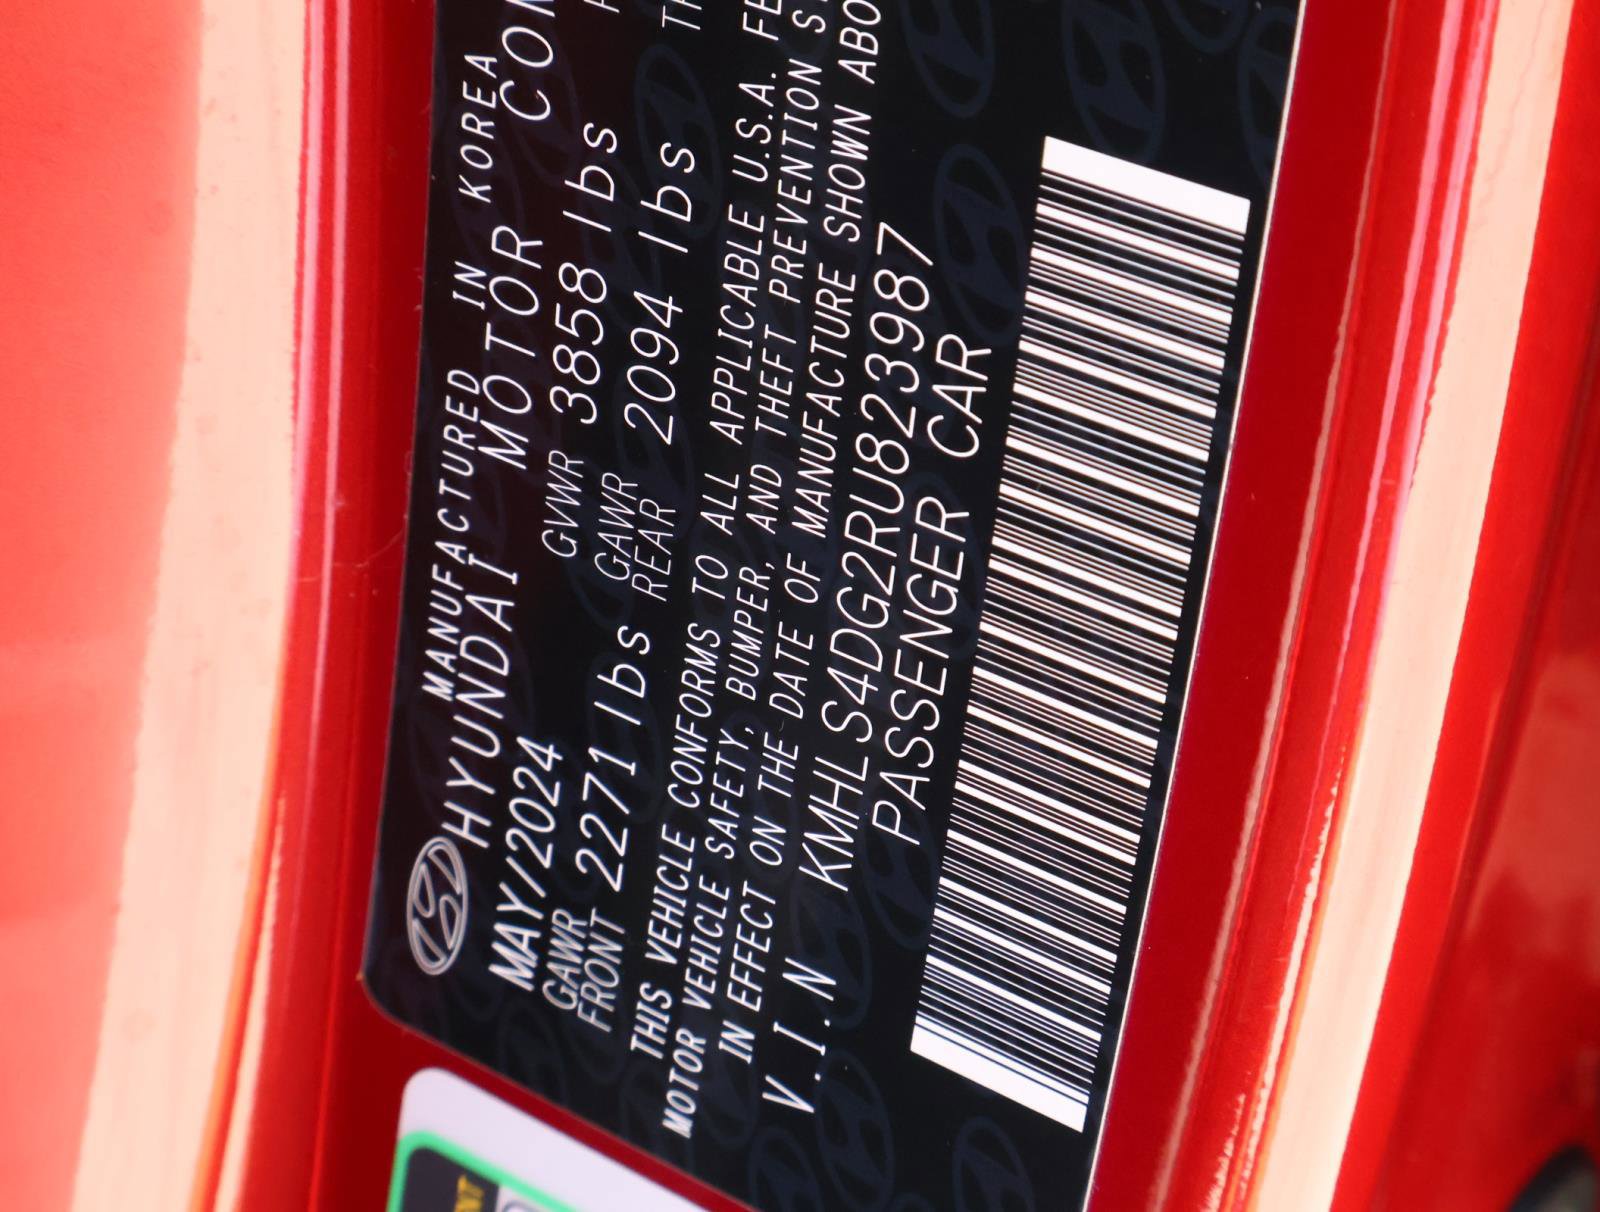 MANUFACTURED IN KOREA
HYUNDAI MOTOR
MAY/2024 GVWR 3858 lbs
GAWR FRONT 2271 lbs GAWR REAR 2094 lbs
THIS VEHICLE CONFORMS TO ALL APPLICABLE U.S.A.
MOTOR VEHICLE SAFETY, BUMPER, AND THEFT PREVENTION
IN EFFECT ON THE DATE OF MANUFACTURE SHOWN
V.I.N KMHLS4DG2RU823987
PASSENGER CAR